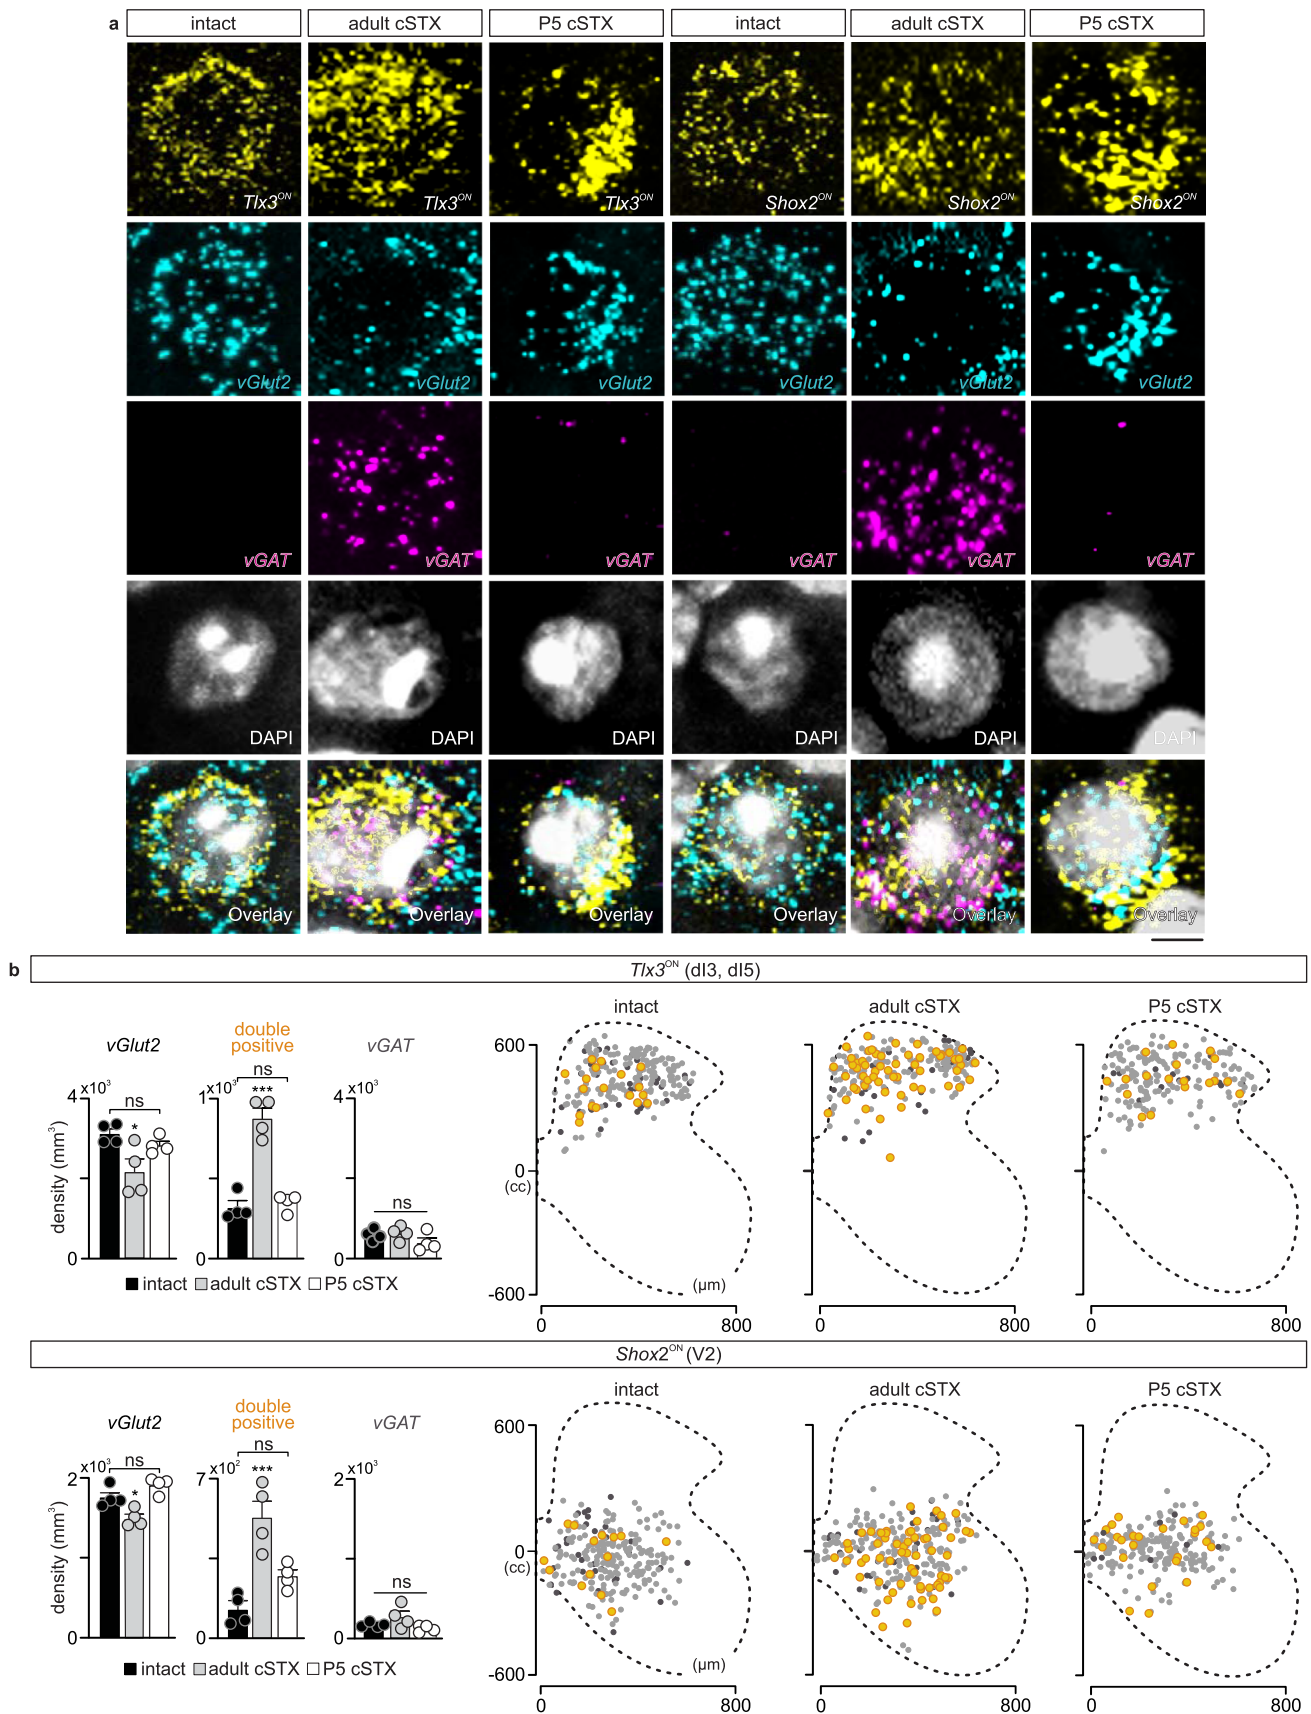 a
intact adult cSTX P5 cSTX intact adult cSTX P5 cSTX
Tlx3ᴼᴺ Tlx3ᴼᴺ Tlx3ᴼᴺ Shox2ᴼᴺ Shox2ᴼᴺ Shox2ᴼᴺ
vGlut2 vGlut2 vGlut2 vGlut2 vGlut2 vGlut2
vGAT vGAT vGAT vGAT vGAT vGAT
DAPI DAPI DAPI DAPI DAPI DAPI
Overlay Overlay Overlay Overlay Overlay Overlay
b
Tlx3ᴼᴺ (dI3, dI5)
intact adult cSTX P5 cSTX
vGlut2 double positive vGAT
x10³ 4 ns * 0
x10³ 1 ns *** 0
x10³ 4 ns 0
density (mm³)
intact adult cSTX P5 cSTX
600 0 (cc) -600
(µm)
0 800 0 800 0 800
Shox2ᴼᴺ (V2)
intact adult cSTX P5 cSTX
vGlut2 double positive vGAT
x10³ 2 ns * 0
x10² 7 ns *** 0
x10³ 2 ns 0
density (mm³)
intact adult cSTX P5 cSTX
600 0 (cc) -600
(µm)
0 800 0 800 0 800